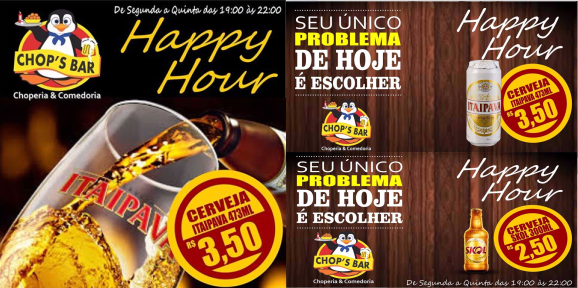 De Segunda a Quinta das 19:00 às 22:00
Happy
Hour
CHOP'S BAR
Choperia & Comedoria
ITAIPAVA
CERVEJA
ITAIPAVA 473ML
R$ 3,50
SEU ÚNICO
PROBLEMA
DE HOJE
É ESCOLHER
CHOP'S BAR
Choperia & Comedoria
Happy
Hour
ITAIPAVA
CERVEJA
ITAIPAVA 473ML
R$ 3,50
SEU ÚNICO
PROBLEMA
DE HOJE
É ESCOLHER
CHOP'S BAR
Choperia & Comedoria
Happy
Hour
SKOL
CERVEJA
SKOL 300ML
R$ 2,50
De Segunda a Quinta das 19:00 às 22:00